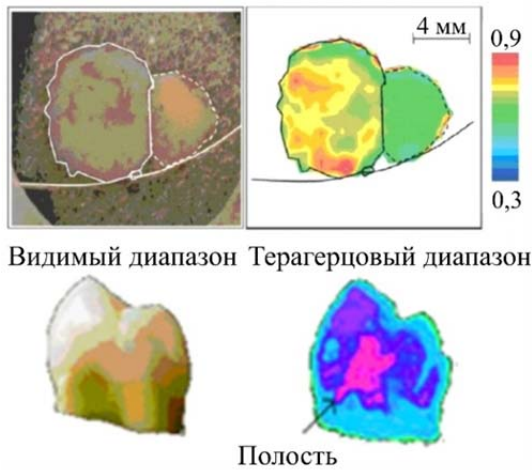 4 мм
0,9
0,3
Видимый диапазон
Терагерцовый диапазон
Полость